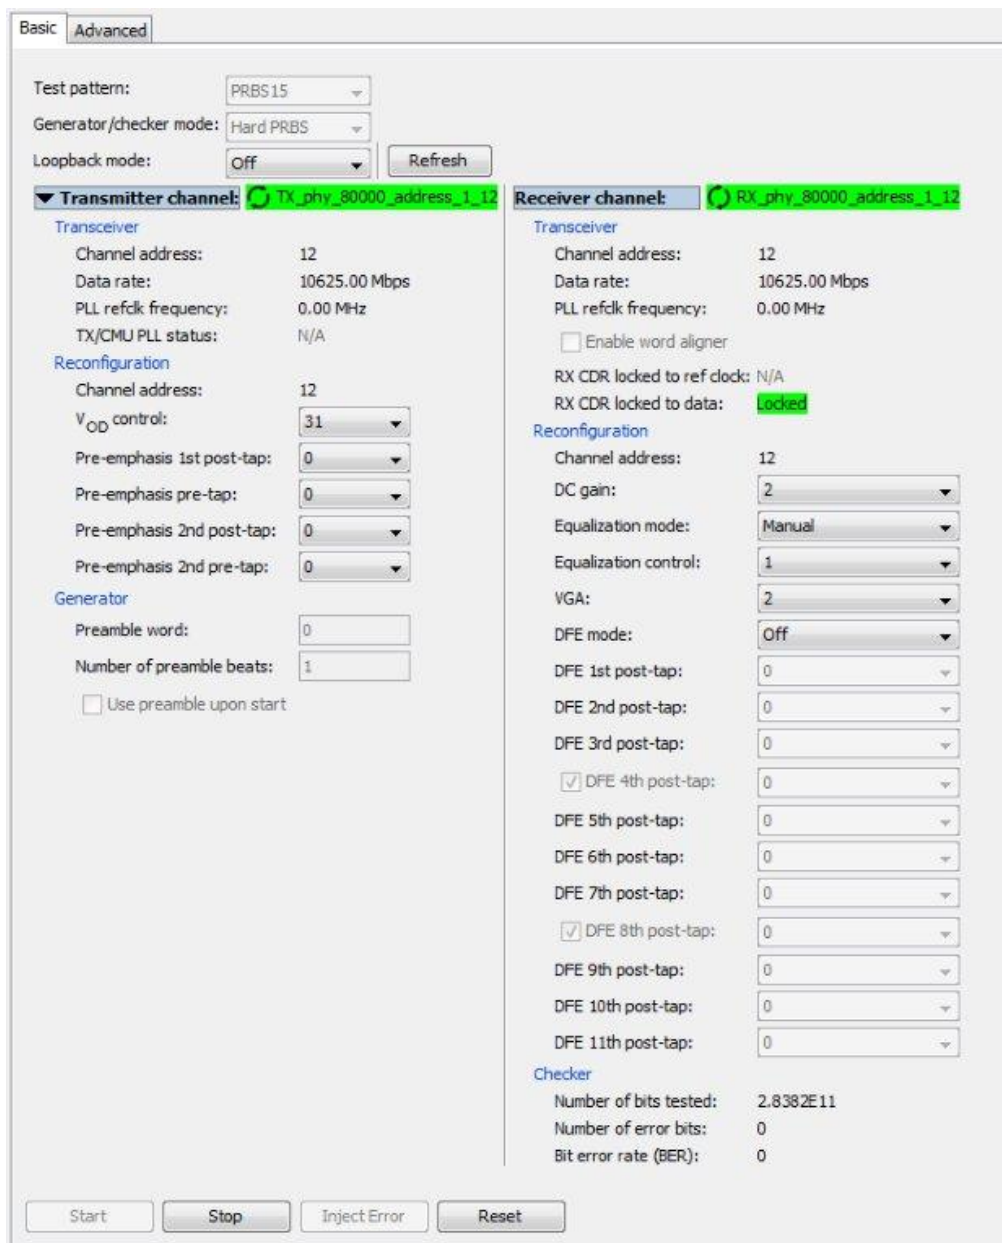 Basic Advanced
Test pattern: PRBS15
Generator/checker mode: Hard PRBS
Loopback mode: Off Refresh
Transmitter channel: TX_phy_80000_address_1_12
Transceiver
Channel address: 12
Data rate: 10625.00 Mbps
PLL refclk frequency: 0.00 MHz
TX/CMU PLL status: N/A
Reconfiguration
Channel address: 12
VOD control: 31
Pre-emphasis 1st post-tap: 0
Pre-emphasis pre-tap: 0
Pre-emphasis 2nd post-tap: 0
Pre-emphasis 2nd pre-tap: 0
Generator
Preamble word: 0
Number of preamble beats: 1
Use preamble upon start
Receiver channel: RX_phy_80000_address_1_12
Transceiver
Channel address: 12
Data rate: 10625.00 Mbps
PLL refclk frequency: 0.00 MHz
Enable word aligner
RX CDR locked to ref clock: N/A
RX CDR locked to data: Locked
Reconfiguration
Channel address: 12
DC gain: 2
Equalization mode: Manual
Equalization control: 1
VGA: 2
DFE mode: Off
DFE 1st post-tap: 0
DFE 2nd post-tap: 0
DFE 3rd post-tap: 0
DFE 4th post-tap: 0
DFE 5th post-tap: 0
DFE 6th post-tap: 0
DFE 7th post-tap: 0
DFE 8th post-tap: 0
DFE 9th post-tap: 0
DFE 10th post-tap: 0
DFE 11th post-tap: 0
Checker
Number of bits tested: 2.8382E11
Number of error bits: 0
Bit error rate (BER): 0
Start Stop Inject Error Reset